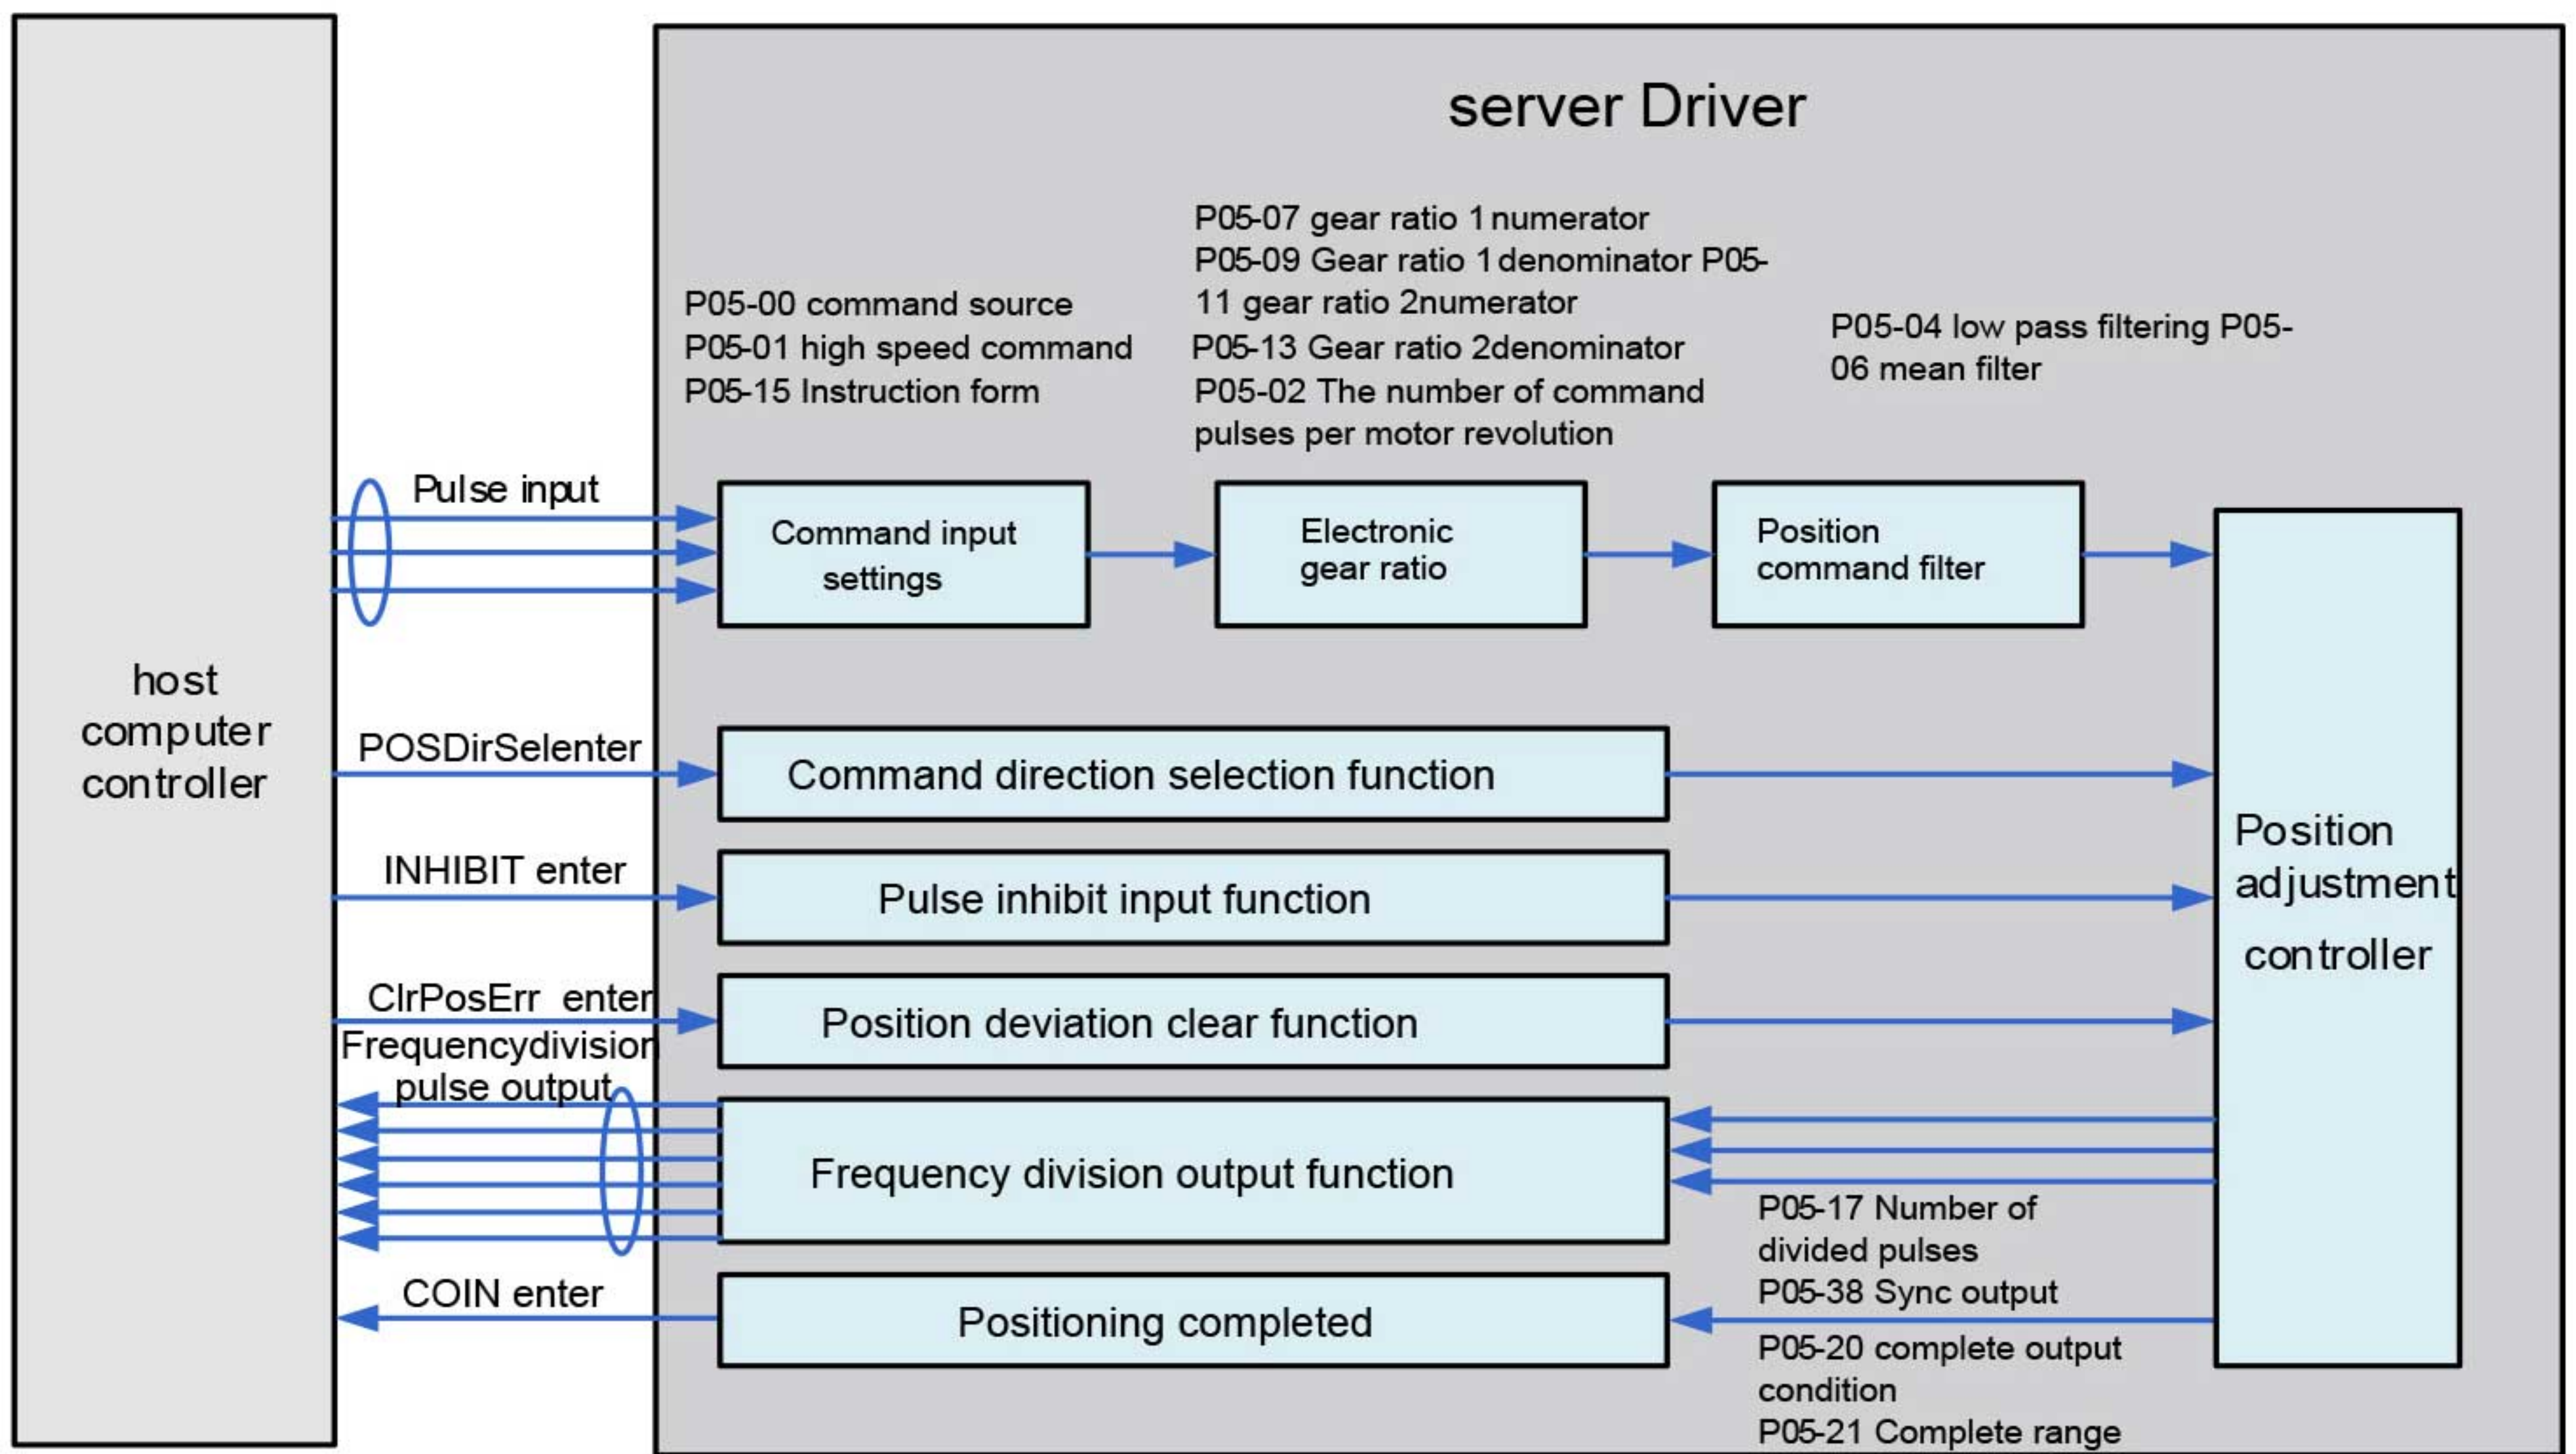 server Driver
P05-07 gear ratio 1 numerator
P05-09 Gear ratio 1 denominator P05-
11 gear ratio 2numerator
P05-13 Gear ratio 2denominator
P05-02 The number of command
pulses per motor revolution
P05-00 command source
P05-01 high speed command
P05-15 Instruction form
P05-04 low pass filtering P05-
06 mean filter
Pulse input
Command input
settings
Electronic
gear ratio
Position
command filter
host
computer
controller
POSDirSelenter
Command direction selection function
INHIBIT enter
Pulse inhibit input function
Position
adjustment
controller
ClrPosErr enter
Position deviation clear function
Frequencydivision
pulse output
Frequency division output function
P05-17 Number of
divided pulses
P05-38 Sync output
COIN enter
Positioning completed
P05-20 complete output
condition
P05-21 Complete range